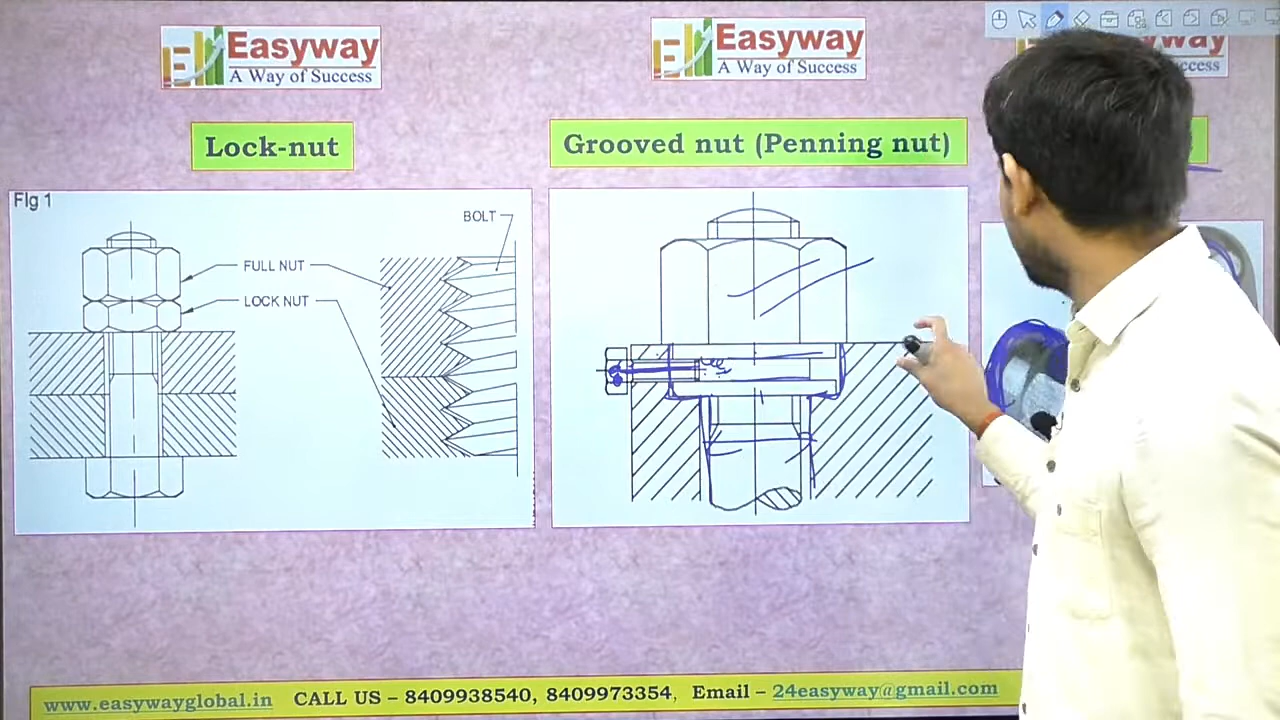 Easyway
A Way of Success
Easyway
A Way of Success
Lock-nut
Grooved nut (Penning nut)
FIg 1
BOLT
FULL NUT
LOCK NUT
www.easywayglobal.in CALL US – 8409938540, 8409973354, Email – 24easyway@gmail.com